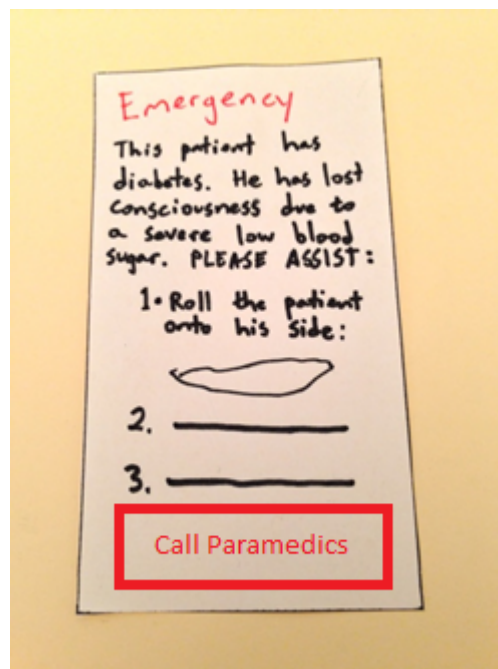 Emergency
This patient has
diabetes. He has lost
consciousness due to
a severe low blood
sugar. PLEASE ASSIST:
1. Roll the patient
onto his side:
2.
3.
Call Paramedics